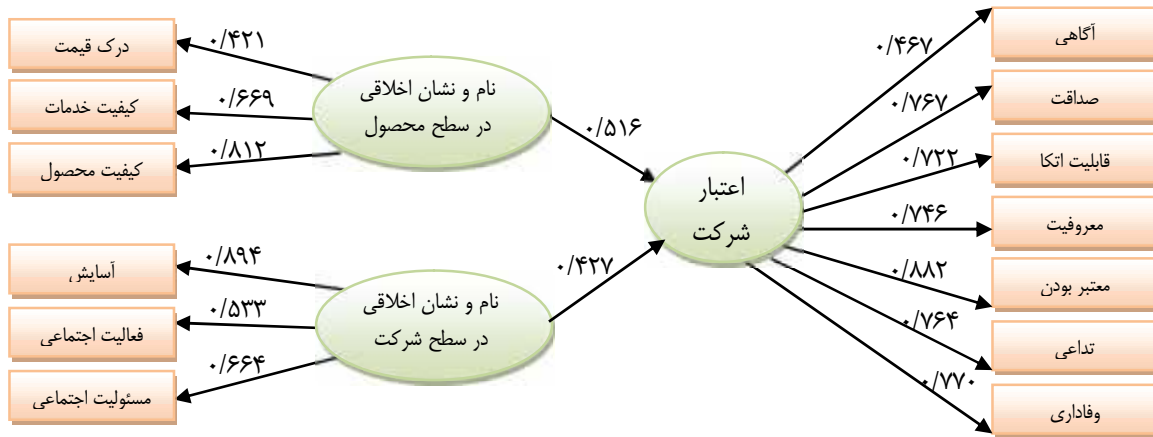 درک قیمت
کیفیت خدمات
کیفیت محصول
۰/۴۲۱
۰/۶۶۹
۰/۸۱۲
نام و نشان اخلاقی
در سطح محصول
۰/۵۱۶
آسایش
فعالیت اجتماعی
مسئولیت اجتماعی
۰/۸۹۴
۰/۵۳۳
۰/۶۶۴
نام و نشان اخلاقی
در سطح شرکت
۰/۴۲۷
اعتبار
شرکت
۰/۴۶۷
۰/۷۶۷
۰/۷۲۲
۰/۷۴۶
۰/۸۸۲
۰/۷۶۴
۰/۷۷۰
آگاهی
صداقت
قابلیت اتکا
معروفیت
معتبر بودن
تداعی
وفاداری